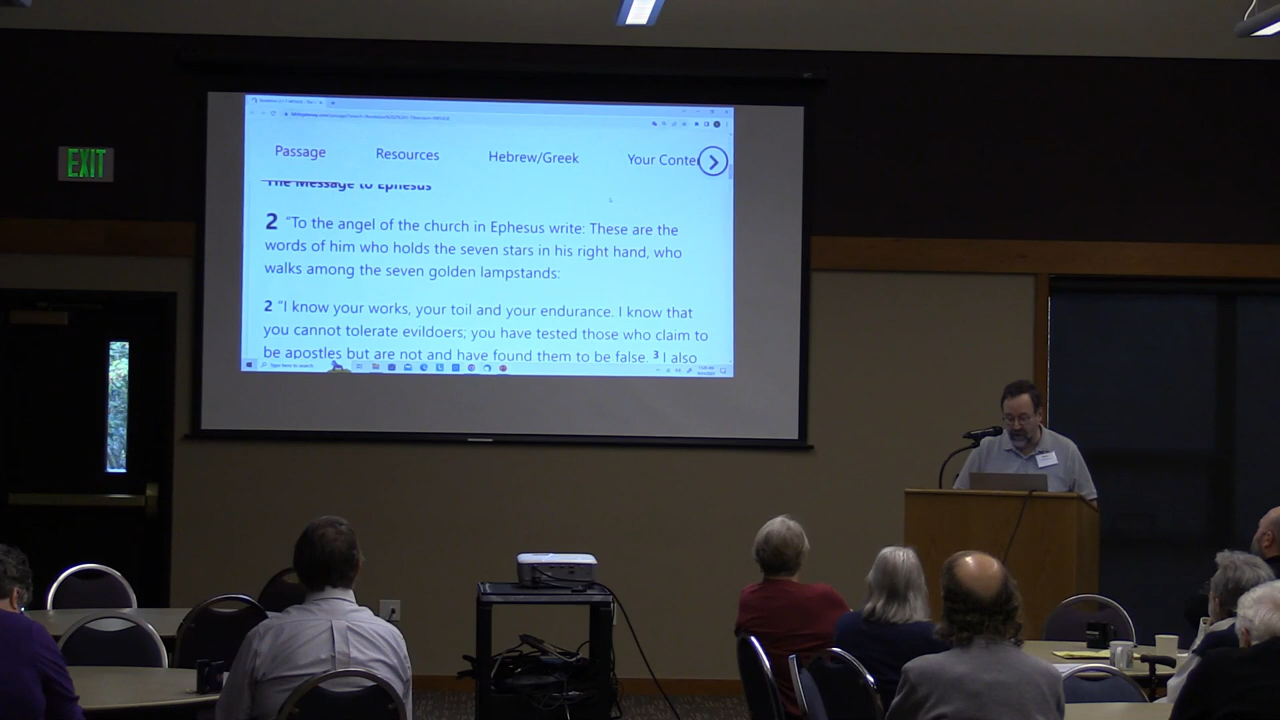 EXIT
Passage Resources Hebrew/Greek Your Conte
The Message to Ephesus
2 “To the angel of the church in Ephesus write: These are the
words of him who holds the seven stars in his right hand, who
walks among the seven golden lampstands:
2 “I know your works, your toil and your endurance. I know that
you cannot tolerate evildoers; you have tested those who claim to
be apostles but are not and have found them to be false. 3 I also
Type here to search